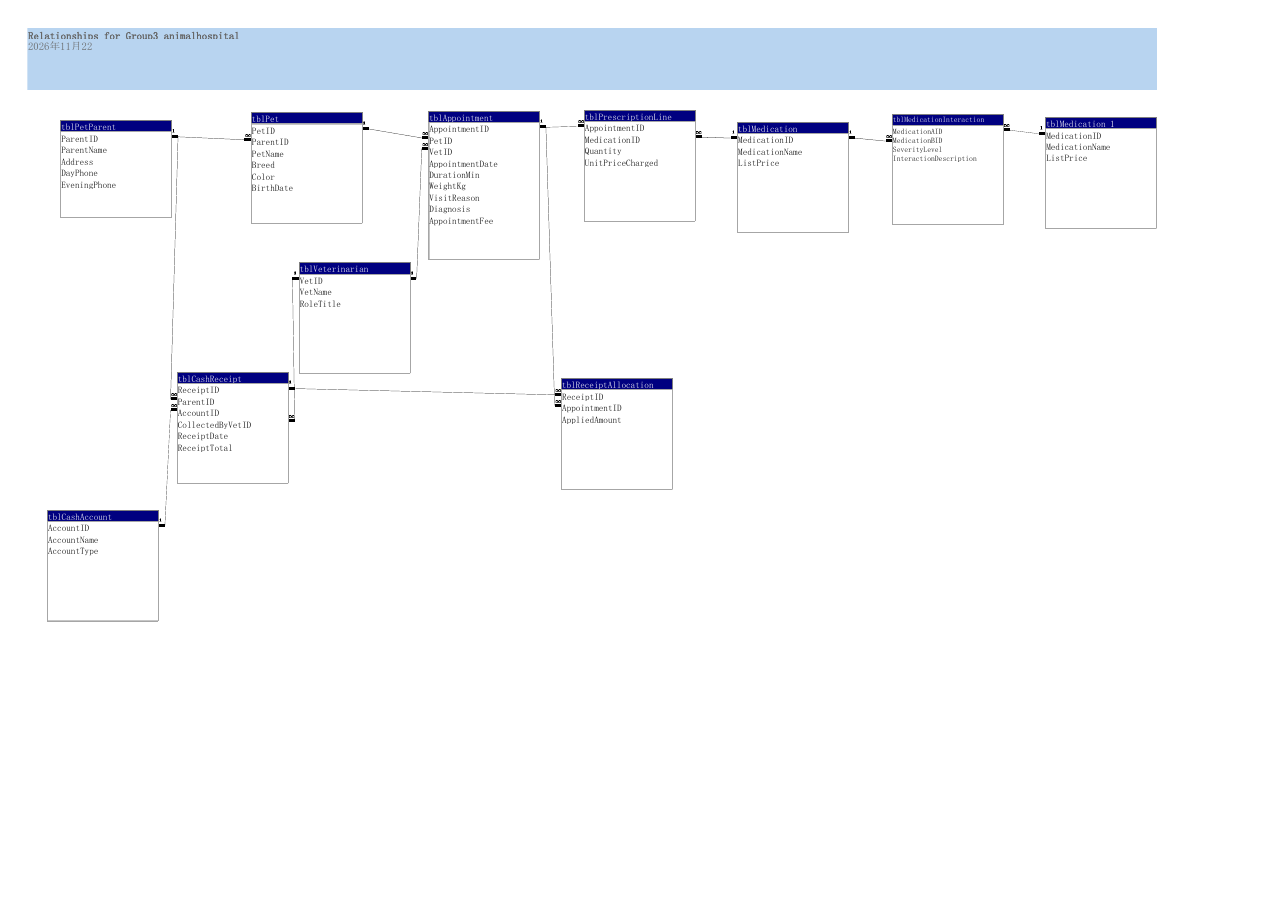 Relationships for Group3_animalhospital
2026年11月22
tblPetParent
ParentID
ParentName
Address
DayPhone
EveningPhone
tblPet
PetID
ParentID
PetName
Breed
Color
BirthDate
tblAppointment
AppointmentID
PetID
VetID
AppointmentDate
DurationMin
WeightKg
VisitReason
Diagnosis
AppointmentFee
tblPrescriptionLine
AppointmentID
MedicationID
Quantity
UnitPriceCharged
tblMedication
MedicationID
MedicationName
ListPrice
tblMedicationInteraction
MedicationAID
MedicationBID
SeverityLevel
InteractionDescription
tblMedication_1
MedicationID
MedicationName
ListPrice
tblVeterinarian
VetID
VetName
RoleTitle
tblCashReceipt
ReceiptID
ParentID
AccountID
CollectedByVetID
ReceiptDate
ReceiptTotal
tblReceiptAllocation
ReceiptID
AppointmentID
AppliedAmount
tblCashAccount
AccountID
AccountName
AccountType